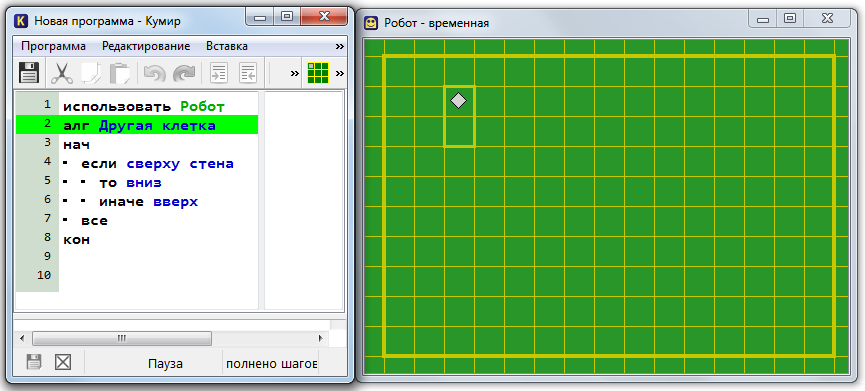 Новая программа - Кумир
Программа Редактирование Вставка »
» »
1 использовать Робот
2 алг Другая клетка
3 нач
4 если сверху стена
5 то вниз
6 иначе вверх
7 все
8 кон
9
10
Пауза полнено шагов
Робот - временная